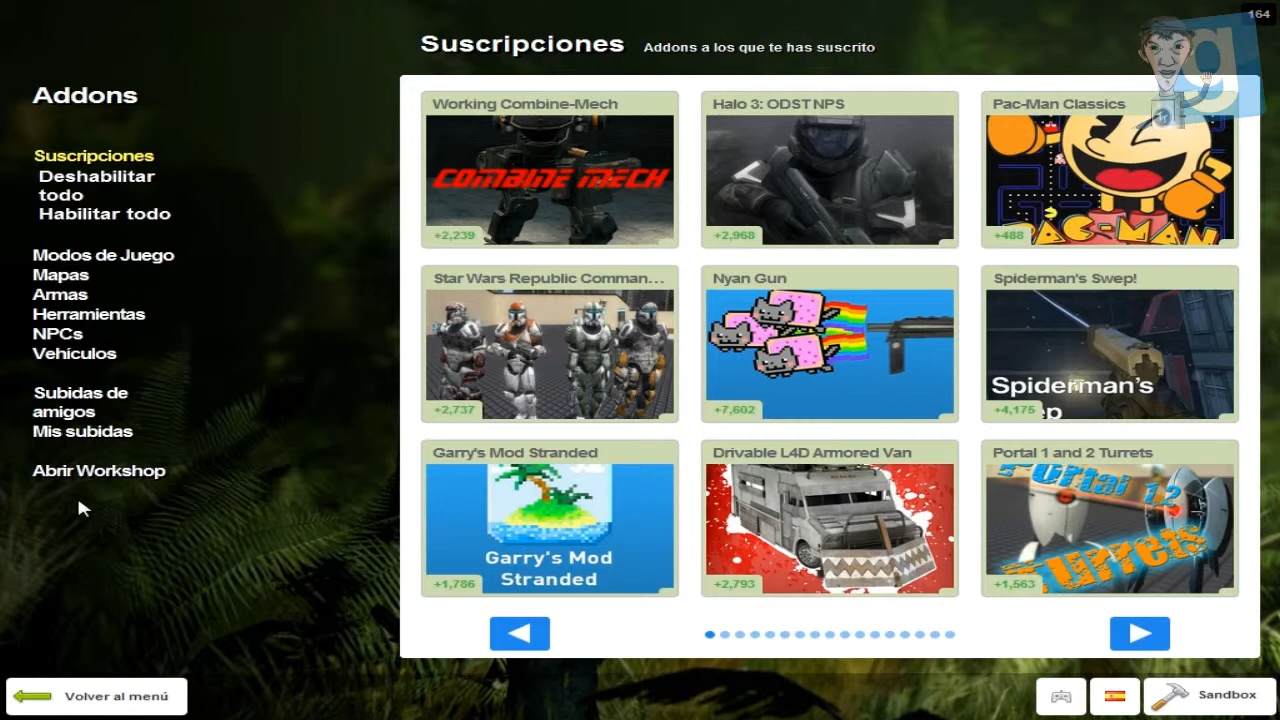 164
Suscripciones Addons a los que te has suscrito
Addons
Suscripciones
Deshabilitar
todo
Habilitar todo
Modos de Juego
Mapas
Armas
Herramientas
NPCs
Vehículos
Subidas de
amigos
Mis subidas
Abrir Workshop
Working Combine-Mech
COMBINE MECH
+2,239
Halo 3: ODST NPS
+2,968
Pac-Man Classics
PAC-MAN
+488
Star Wars Republic Comman...
+2,737
Nyan Gun
+7,602
Spiderman's Swep!
Spiderman's
ep
+4,175
Garry's Mod Stranded
Garry's Mod
Stranded
+1,786
Drivable L4D Armored Van
+2,793
Portal 1 and 2 Turrets
Portal 12
Turrets
+1,563
Volver al menú
Sandbox
g